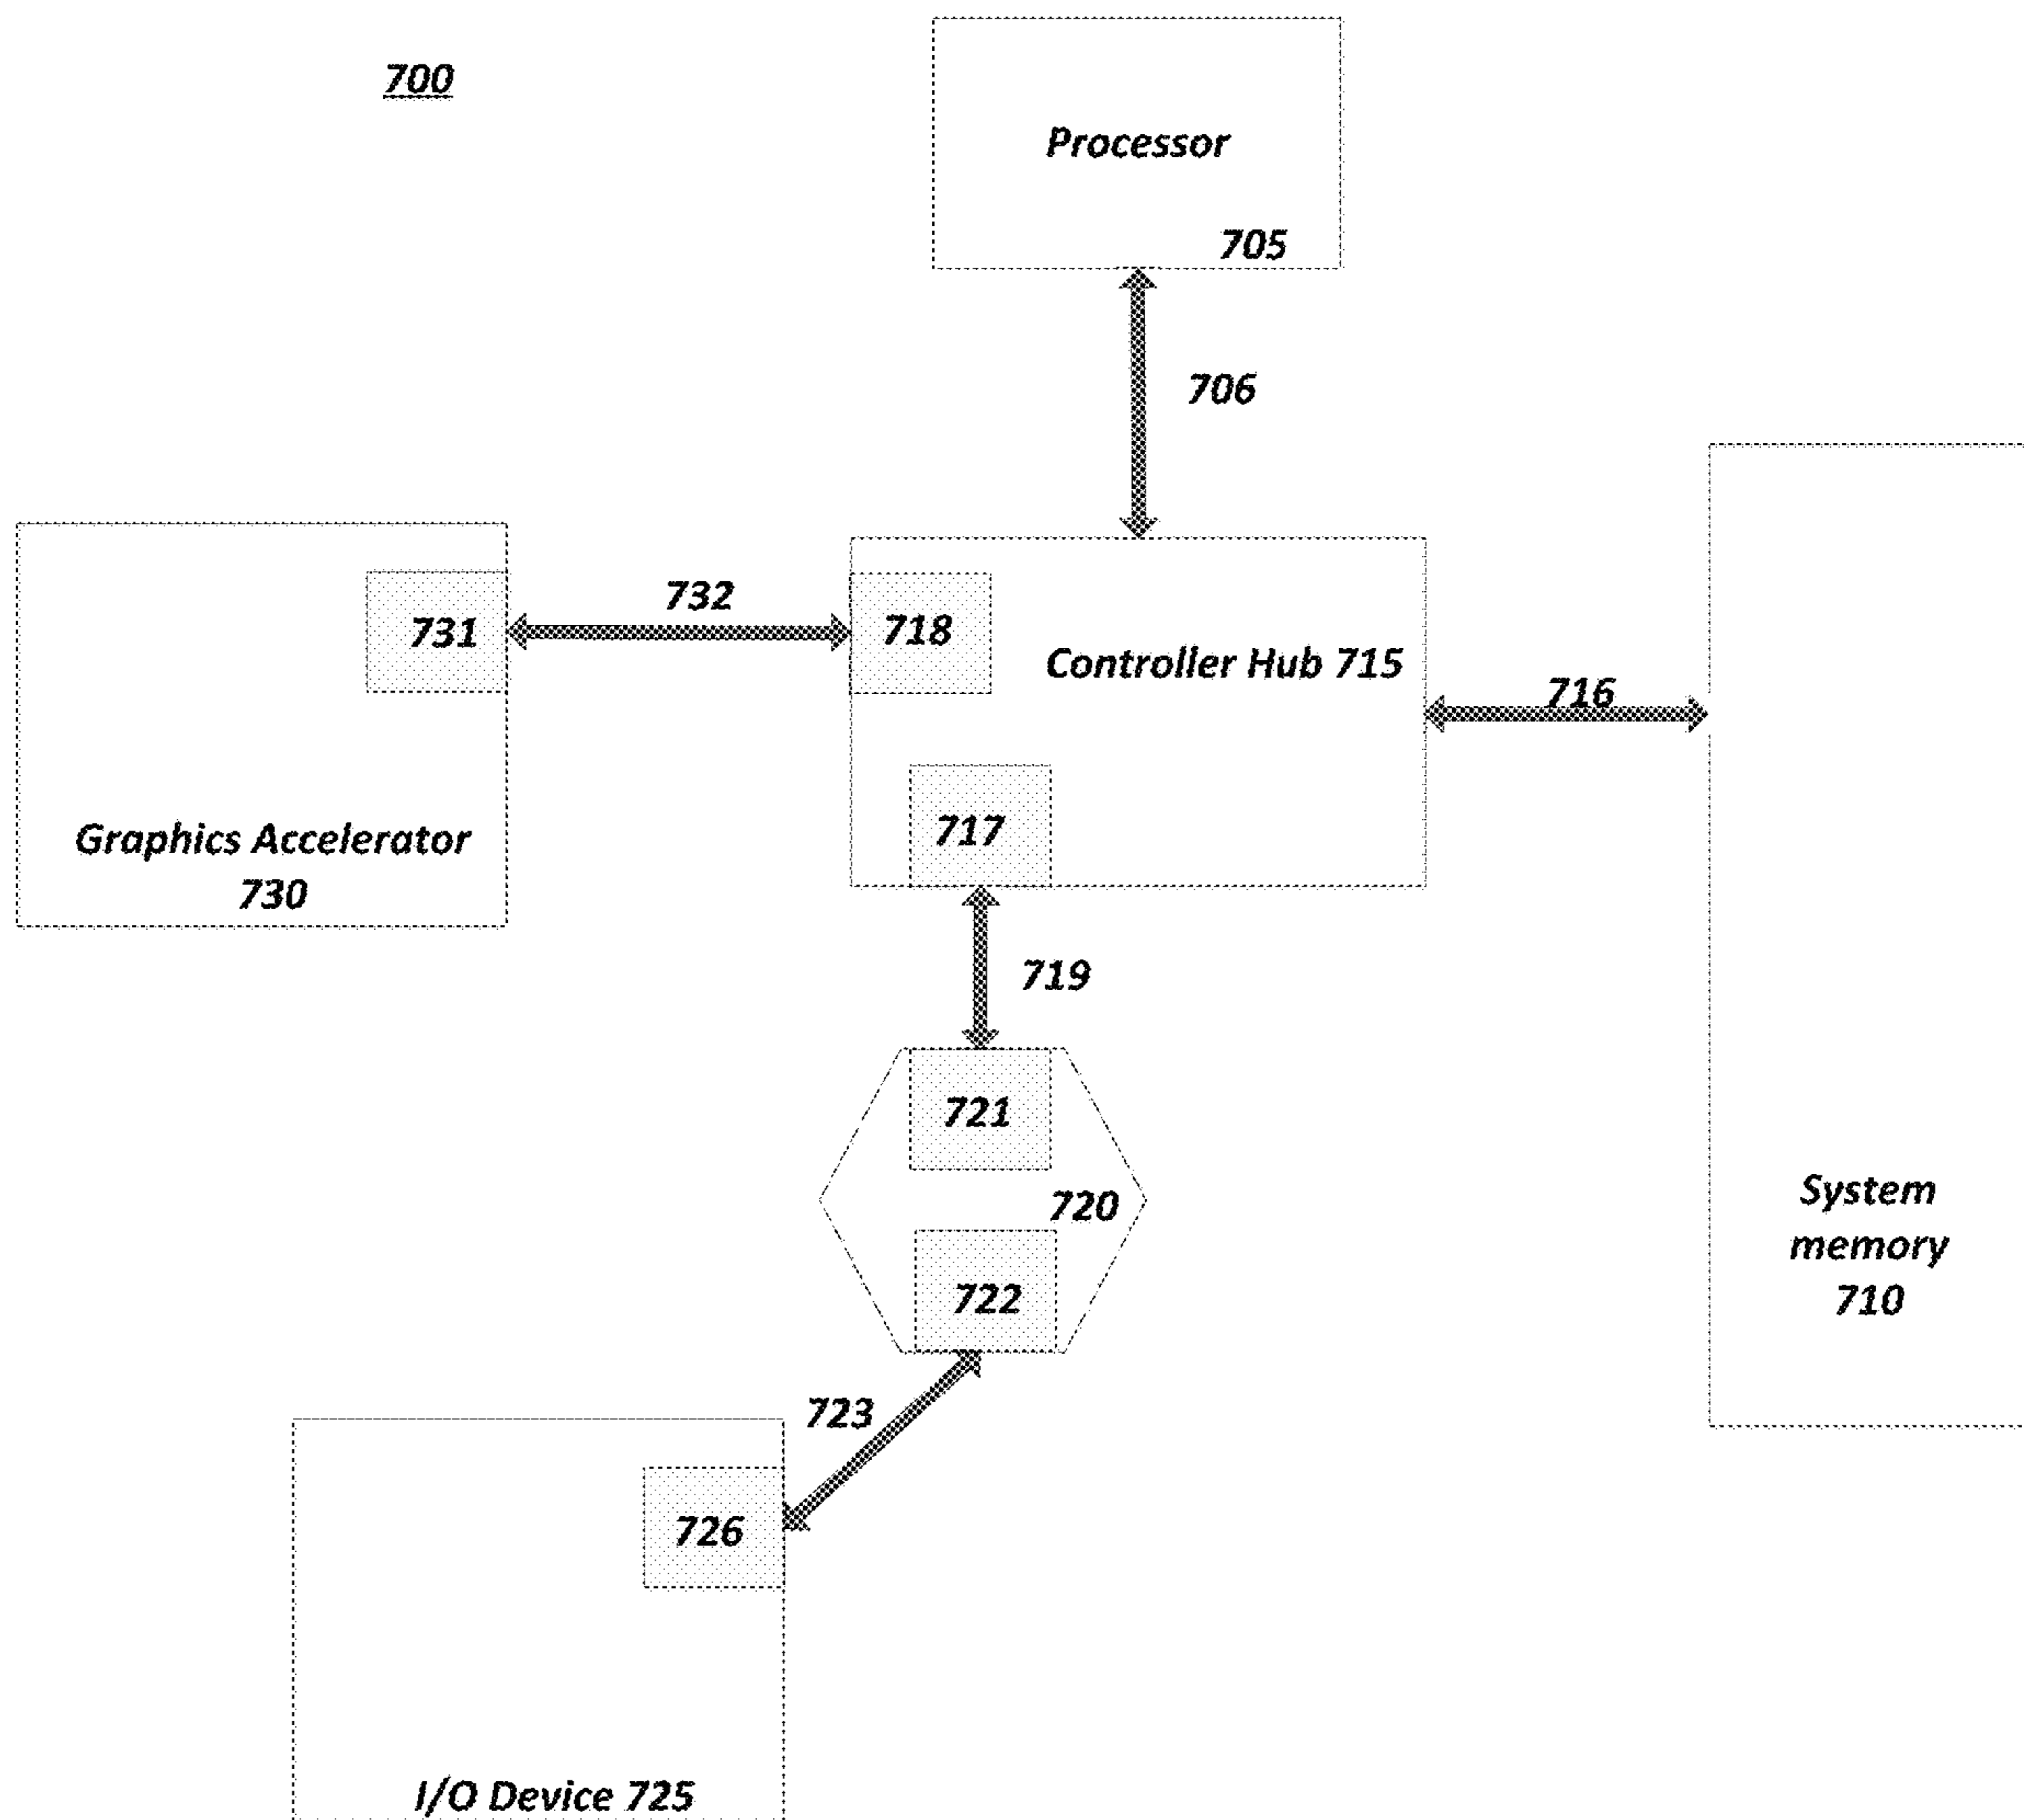 700
Processor
705
706
732
731
718
Controller Hub 715
716
717
Graphics Accelerator
730
719
721
720
722
System
memory
710
723
726
I/O Device 725